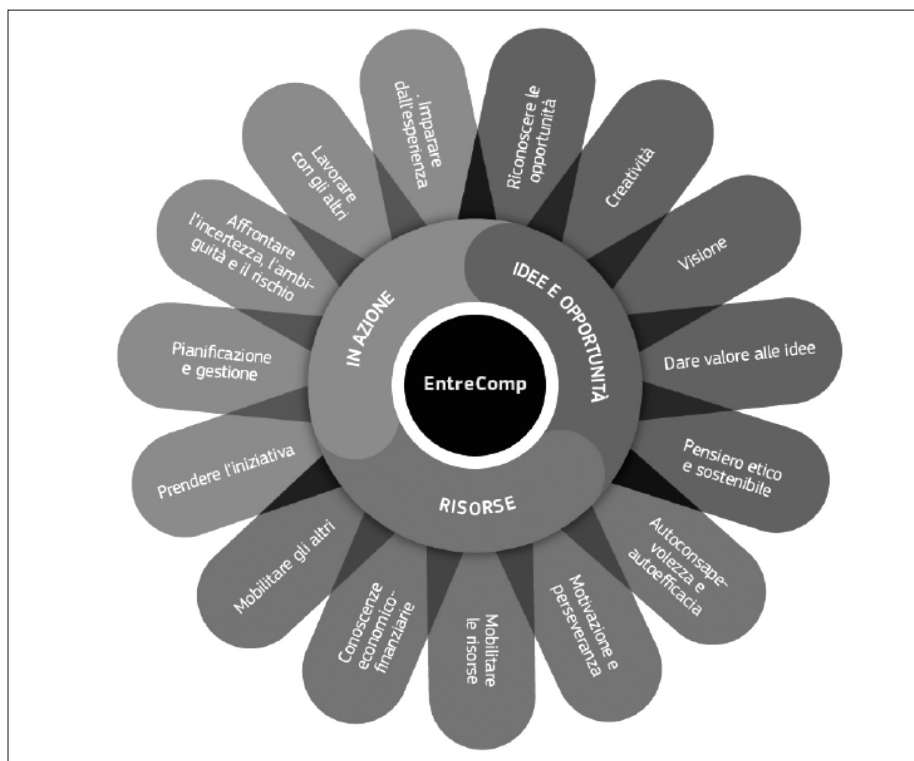 EntreComp
IDEE E OPPORTUNITÀ
RISORSE
IN AZIONE
Riconoscere le
opportunità
Creatività
Visione
Dare valore alle idee
Pensiero etico
e sostenibile
Autoconsape-
volezza e
autoefficacia
Motivazione e
perseveranza
Mobilitare
le risorse
Conoscenze
economico-
finanziarie
Mobilitare gli altri
Prendere l'iniziativa
Pianificazione
e gestione
Affrontare
l'incertezza, l'ambi-
guità e il rischio
Lavorare
con gli altri
. Imparare
dall'esperienza